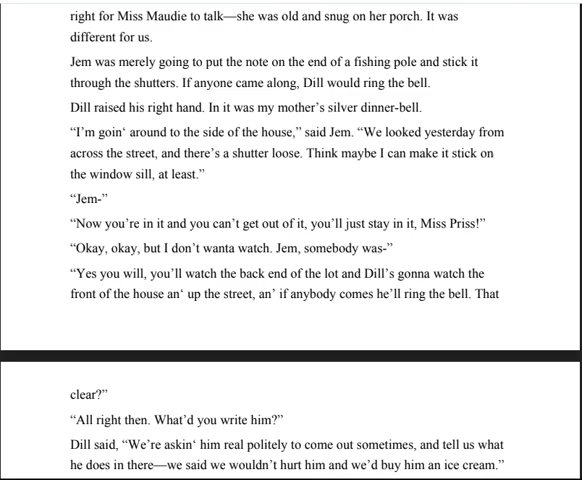 right for Miss Maudie to talk—she was old and snug on her porch. It was
different for us.
Jem was merely going to put the note on the end of a fishing pole and stick it
through the shutters. If anyone came along, Dill would ring the bell.
Dill raised his right hand. In it was my mother’s silver dinner-bell.
“I’m goin‘ around to the side of the house,” said Jem. “We looked yesterday from
across the street, and there’s a shutter loose. Think maybe I can make it stick on
the window sill, at least.”
“Jem-”
“Now you’re in it and you can’t get out of it, you’ll just stay in it, Miss Priss!”
“Okay, okay, but I don’t wanta watch. Jem, somebody was-”
“Yes you will, you’ll watch the back end of the lot and Dill’s gonna watch the
front of the house an‘ up the street, an’ if anybody comes he’ll ring the bell. That
clear?”
“All right then. What’d you write him?”
Dill said, “We’re askin‘ him real politely to come out sometimes, and tell us what
he does in there—we said we wouldn’t hurt him and we’d buy him an ice cream.”